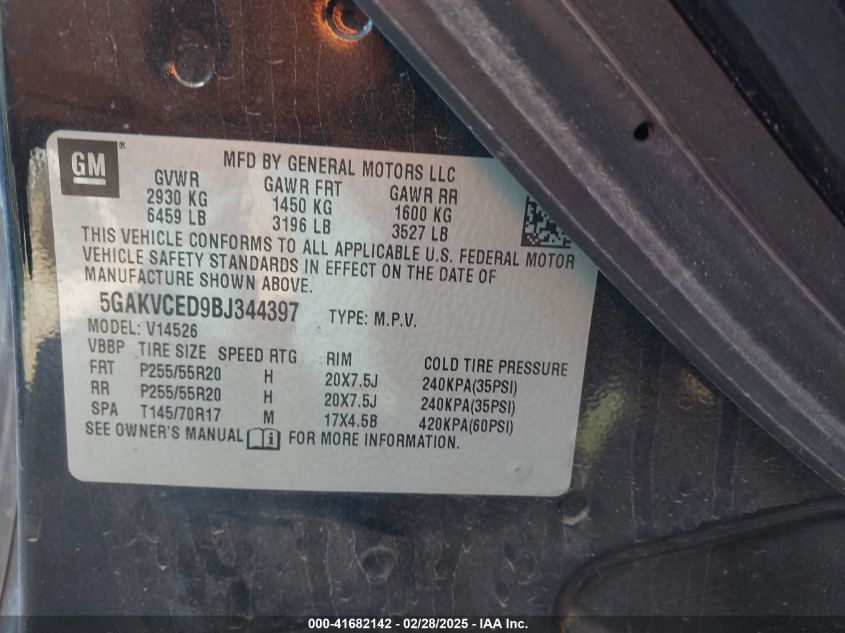 GM®
MFD BY GENERAL MOTORS LLC
GVWR GAWR FRT GAWR RR
2930 KG 1450 KG 1600 KG
6459 LB 3196 LB 3527 LB
THIS VEHICLE CONFORMS TO ALL APPLICABLE U.S. FEDERAL MOTOR
VEHICLE SAFETY STANDARDS IN EFFECT ON THE DATE OF
MANUFACTURE SHOWN ABOVE.
5GAKVCED9BJ344397 TYPE: M.P.V.
MODEL: V14526
VBBP TIRE SIZE SPEED RTG RIM COLD TIRE PRESSURE
FRT P255/55R20 H 20X7.5J 240KPA(35PSI)
RR P255/55R20 H 20X7.5J 240KPA(35PSI)
SPA T145/70R17 M 17X4.5B 420KPA(60PSI)
SEE OWNER'S MANUAL i FOR MORE INFORMATION.
000-41682142 - 02/28/2025 - IAA Inc.